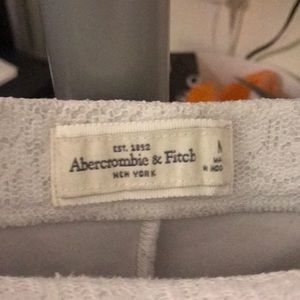 EST. 1892
Abercrombie & Fitch
NEW YORK
M